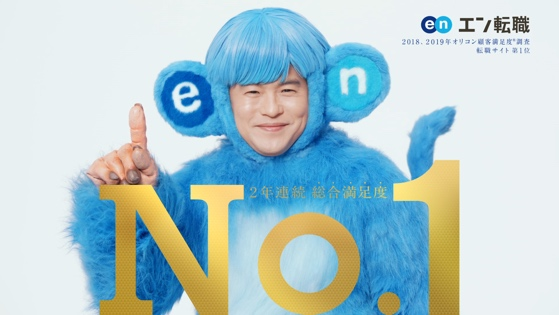 en エン転職
2018、2019年オリコン顧客満足度®調査
転職サイト 第1位
e n
2年連続 総合満足度
No.1